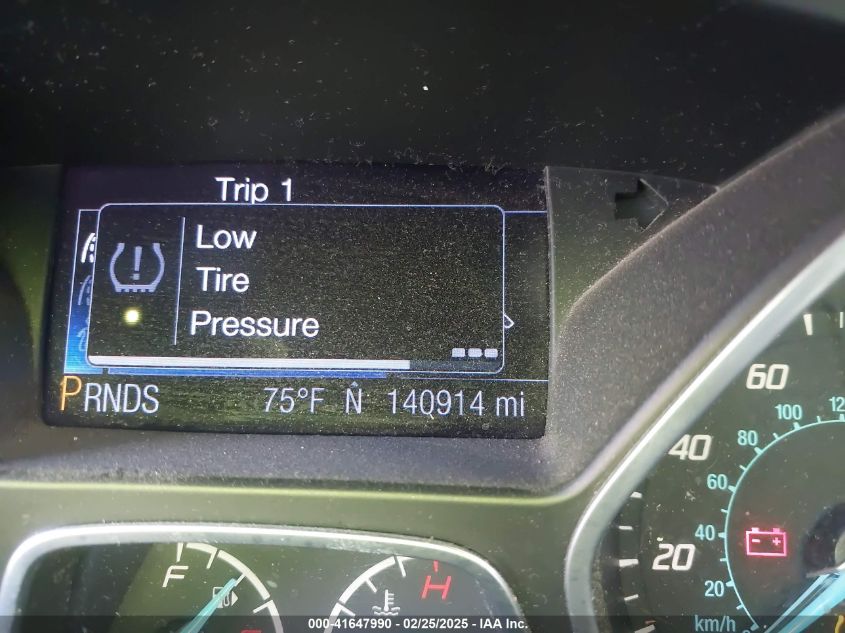 Trip 1
Low
Tire
Pressure
PRNDS 75°F N 140914 mi
60
100
80
40
60
40
20
20
km/h
F
H
000-41647990 - 02/25/2025 - IAA Inc.